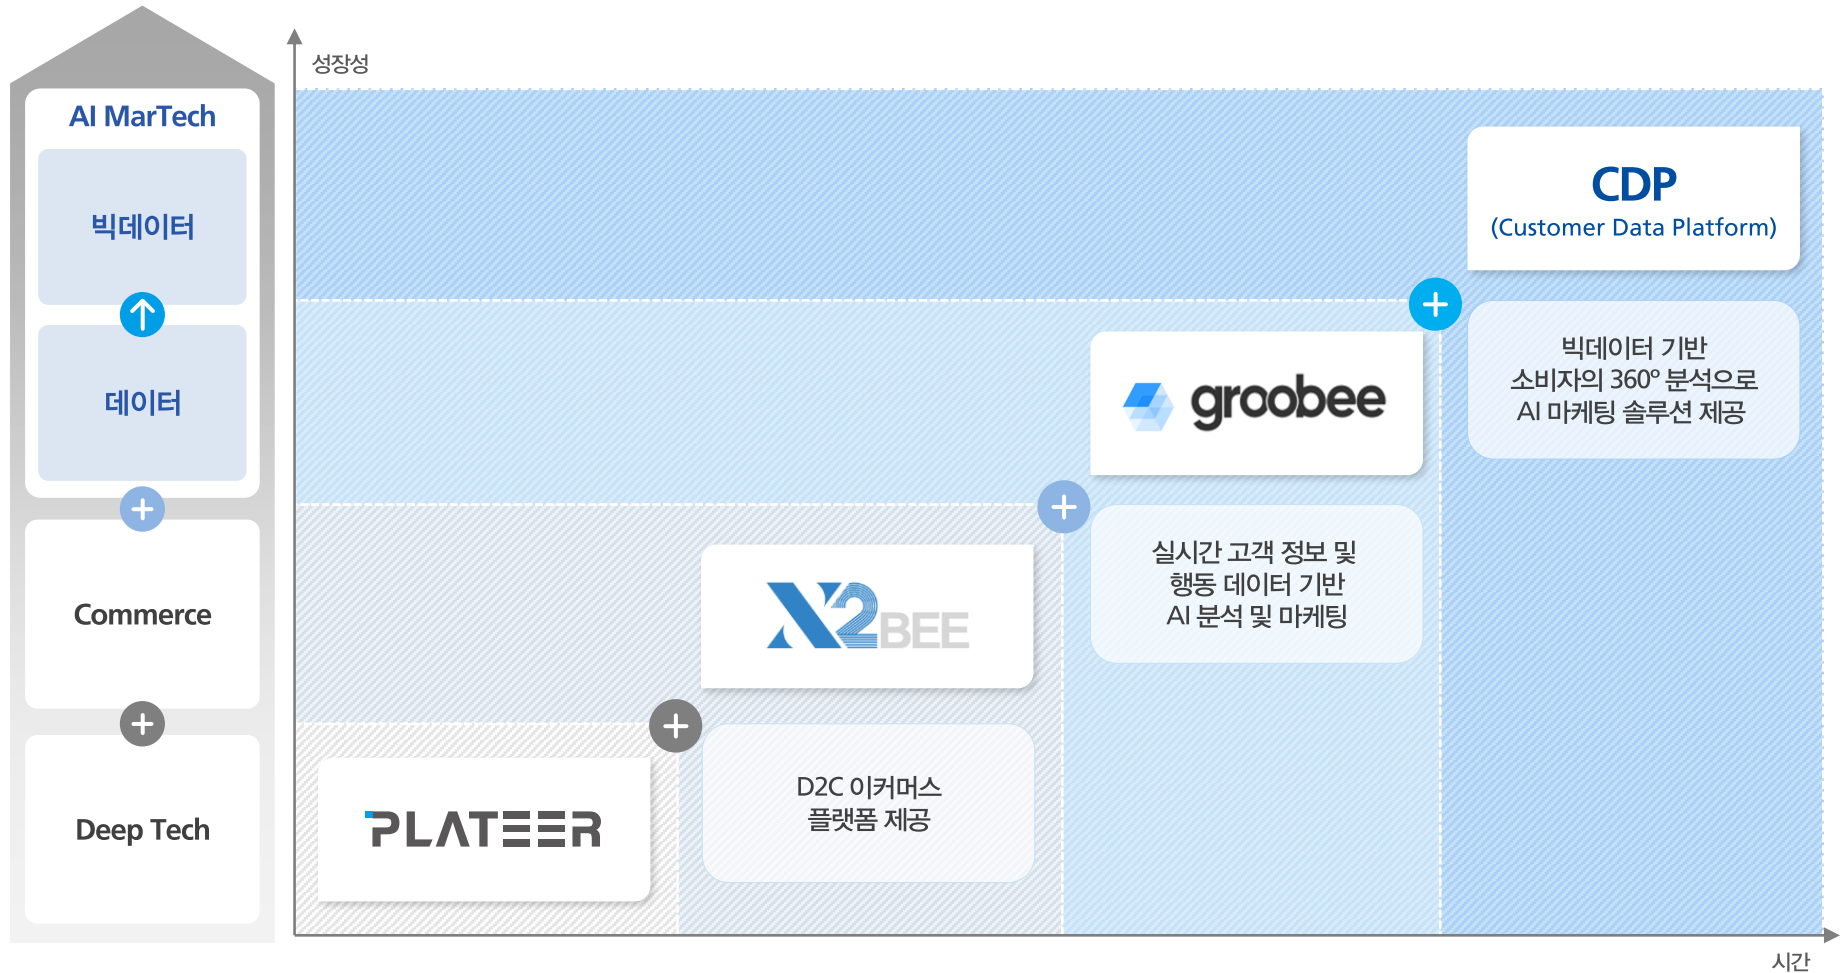 성장성
AI MarTech
빅데이터
데이터
Commerce
Deep Tech
CDP
(Customer Data Platform)
빅데이터 기반
소비자의 360º 분석으로
AI 마케팅 솔루션 제공
groobee
실시간 고객 정보 및
행동 데이터 기반
AI 분석 및 마케팅
X2BEE
D2C 이커머스
플랫폼 제공
PLATEER
시간